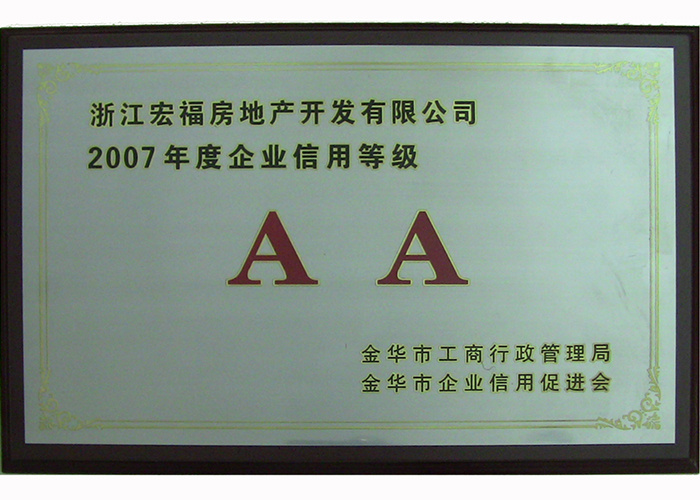 浙江宏福房地产开发有限公司
2007年度企业信用等级
A A
金华市工商行政管理局
金华市企业信用促进会